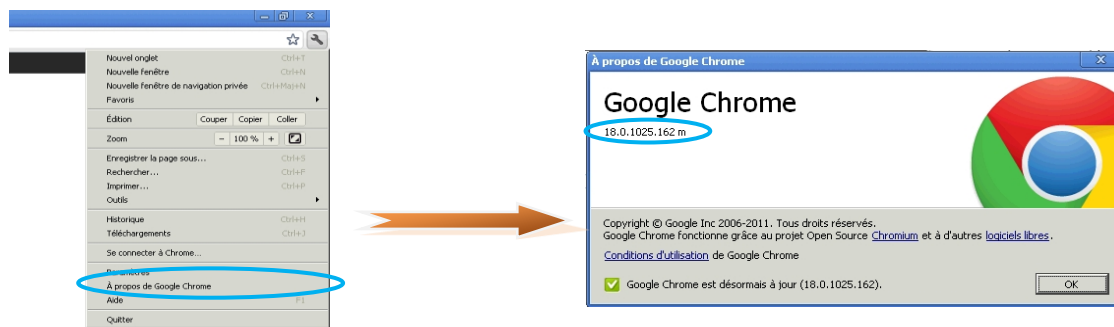 Nouvel onglet Ctrl+T
Nouvelle fenêtre Ctrl+N
Nouvelle fenêtre de navigation privée Ctrl+Maj+N
Favoris
Édition Couper Copier Coller
Zoom - 100 % +
Enregistrer la page sous... Ctrl+S
Rechercher... Ctrl+F
Imprimer... Ctrl+P
Outils
Historique Ctrl+H
Téléchargements Ctrl+J
Se connecter à Chrome...
Paramètres
À propos de Google Chrome
Aide F1
Quitter
À propos de Google Chrome
Google Chrome
18.0.1025.162 m
Copyright © Google Inc 2006-2011. Tous droits réservés.
Google Chrome fonctionne grâce au projet Open Source Chromium et à d'autres logiciels libres.
Conditions d'utilisation de Google Chrome
Google Chrome est désormais à jour (18.0.1025.162).
OK